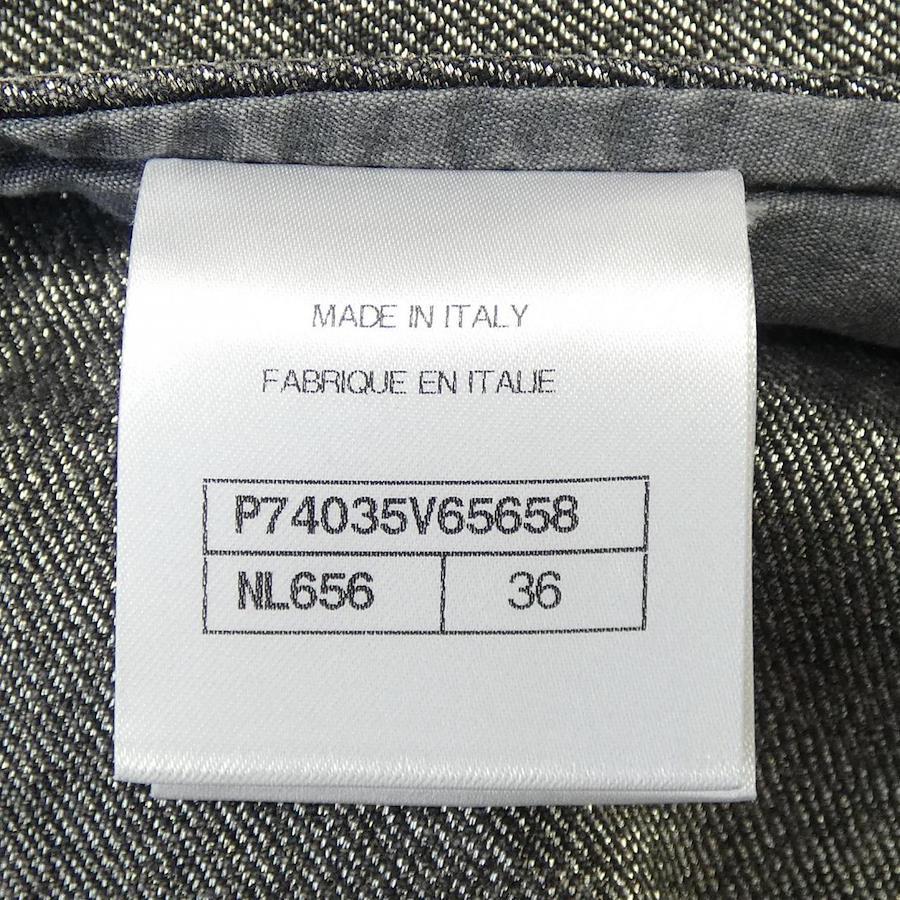 MADE IN ITALY
FABRIQUE EN ITALIE
P74035V65658
NL656 36